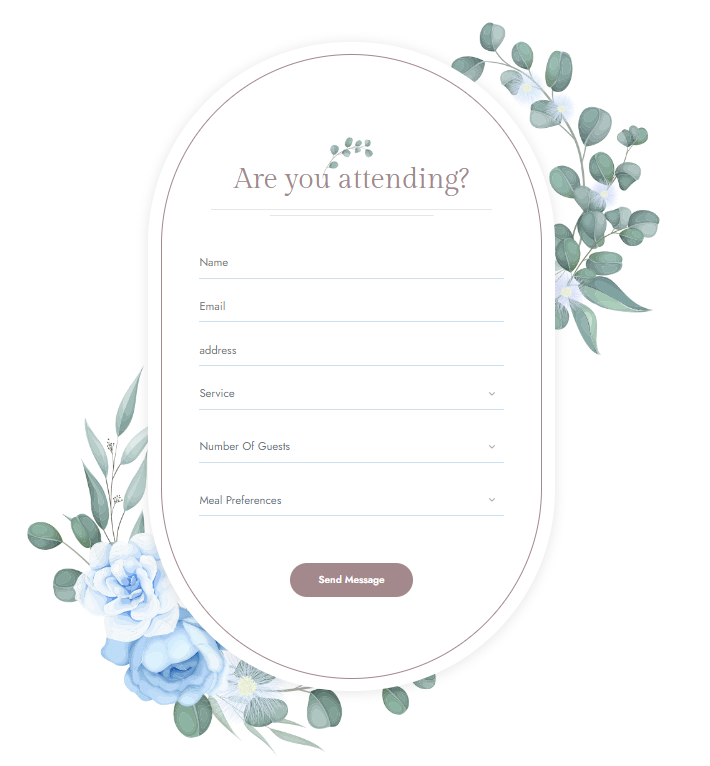 Are you attending?
Name
Email
address
Service
Number Of Guests
Meal Preferences
Send Message